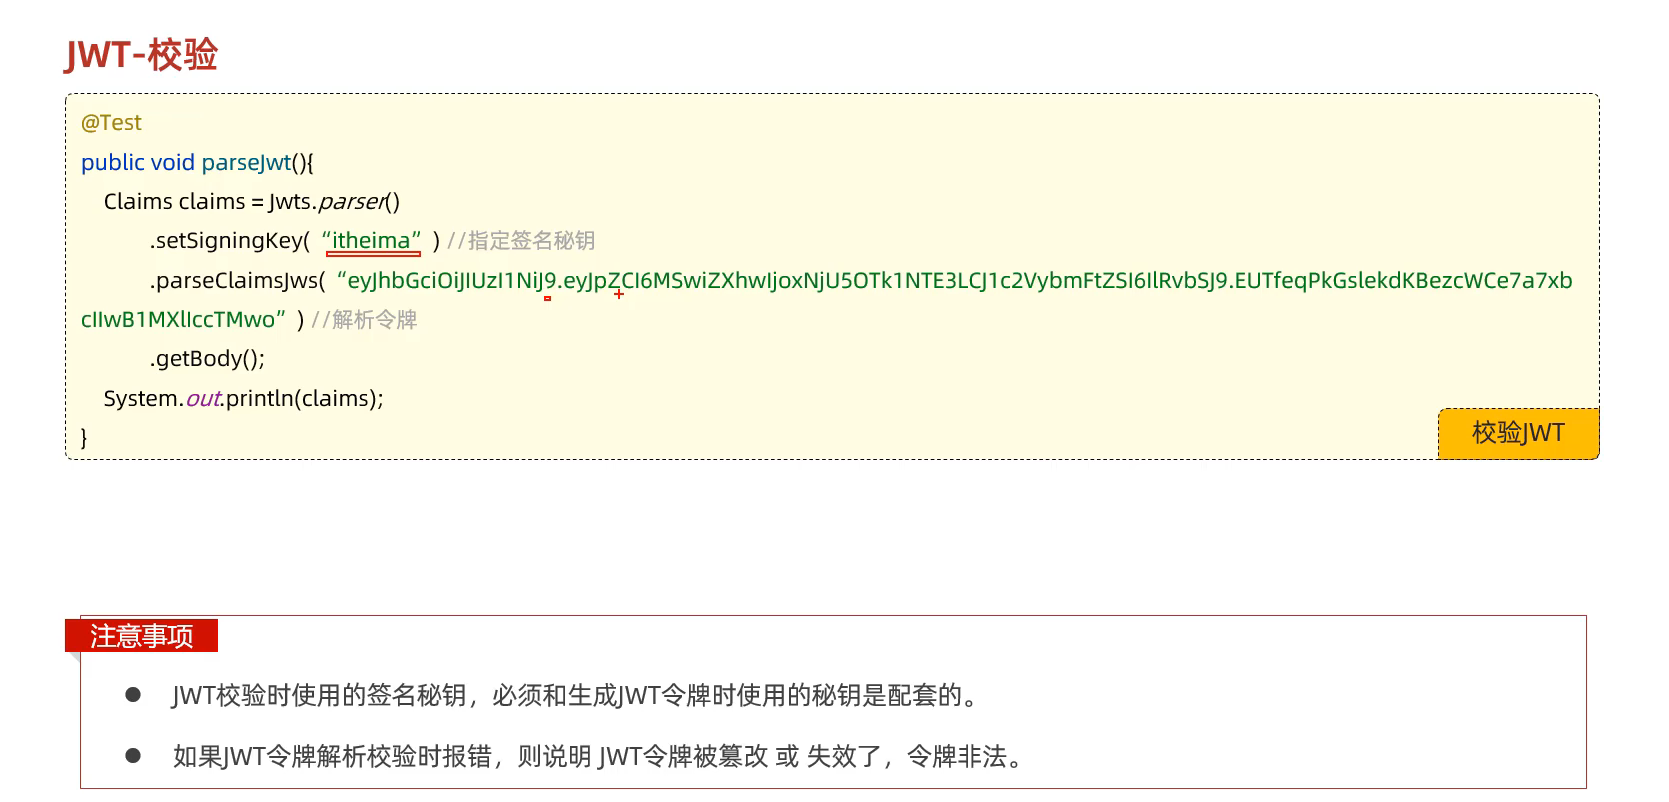 JWT-校验
@Test
public void parseJwt(){
Claims claims = Jwts.parser()
.setSigningKey( “itheima” ) //指定签名秘钥
.parseClaimsJws( “eyJhbGciOiJIUzI1NiJ9.eyJpZCI6MSwiZXhwIjoxNjU5OTk1NTE3LCJ1c2VybmFtZSI6IlRvbSJ9.EUTfeqPkGslekdKBezcWCe7a7xb
cIIwB1MXlIccTMwo” ) //解析令牌
.getBody();
System.out.println(claims);
}
校验JWT
注意事项
● JWT校验时使用的签名秘钥，必须和生成JWT令牌时使用的秘钥是配套的。
● 如果JWT令牌解析校验时报错，则说明 JWT令牌被篡改 或 失效了，令牌非法。